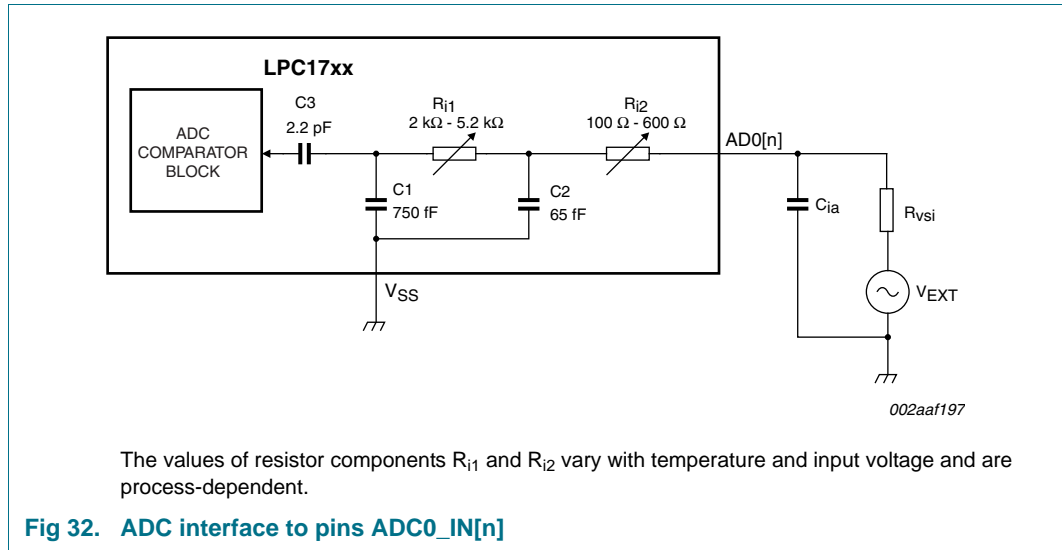 LPC17xx
ADC
COMPARATOR
BLOCK
C3
2.2 pF
Ri1
2 kΩ - 5.2 kΩ
Ri2
100 Ω - 600 Ω
AD0[n]
C1
750 fF
C2
65 fF
Cia
Rvsi
VSS
VEXT
002aaf197
The values of resistor components Ri1 and Ri2 vary with temperature and input voltage and are
process-dependent.
Fig 32. ADC interface to pins ADC0_IN[n]